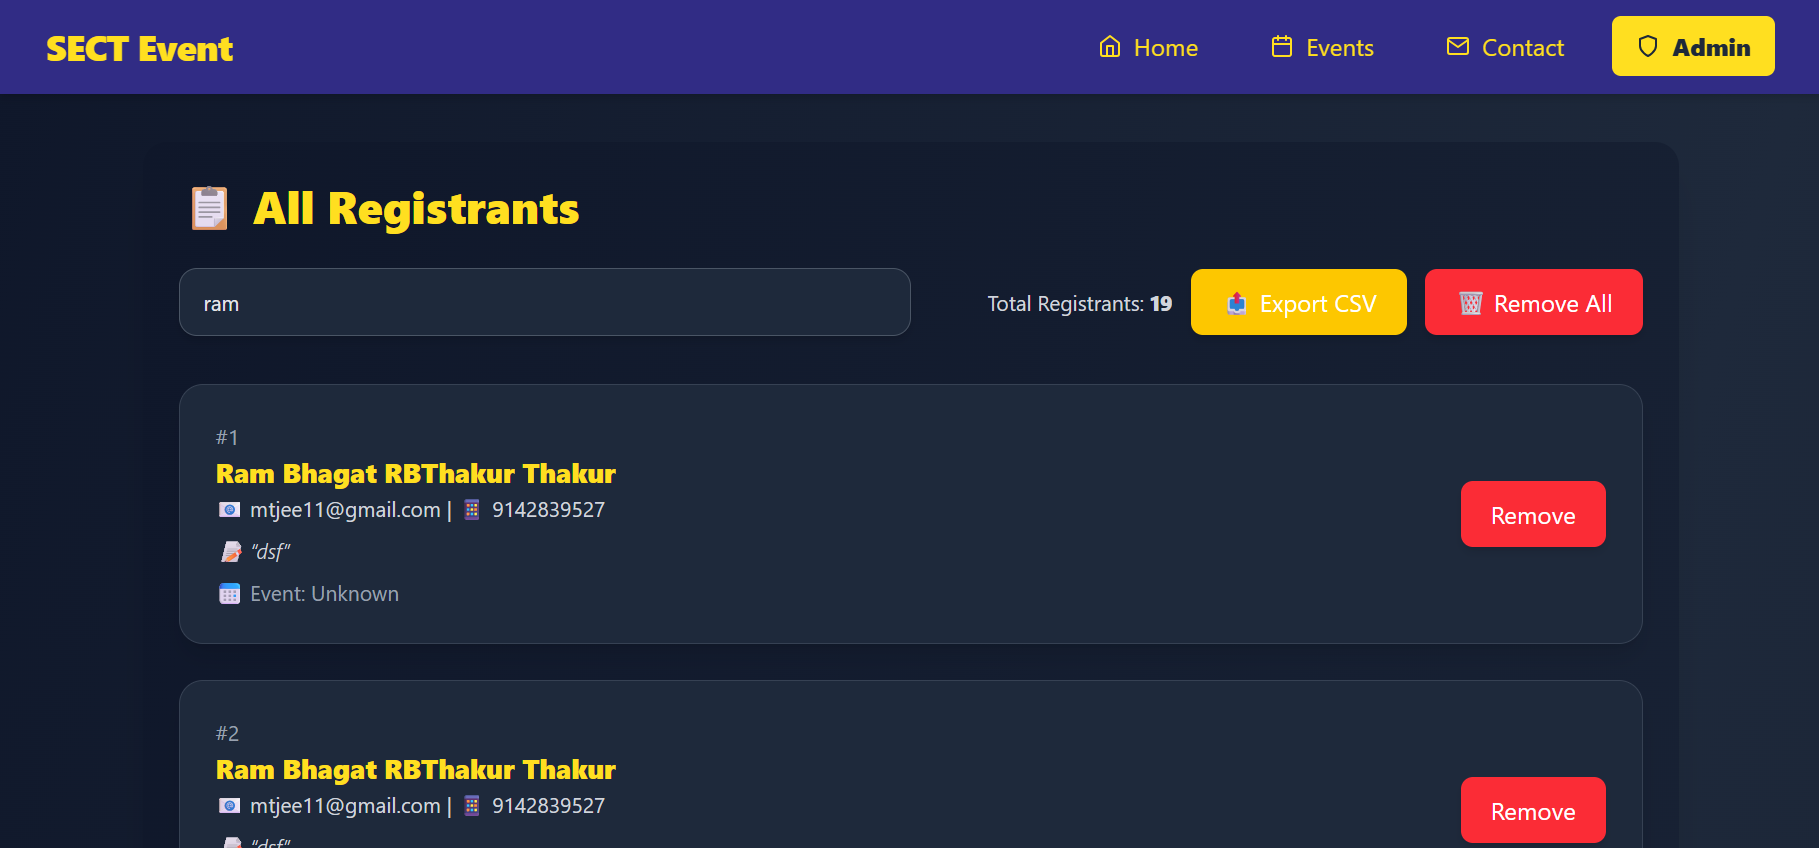 SECT Event
Home
Events
Contact
Admin
All Registrants
ram
Total Registrants: 19
Export CSV
Remove All
#1
Ram Bhagat RBThakur Thakur
mtjee11@gmail.com | 9142839527
“dsf”
Event: Unknown
Remove
#2
Ram Bhagat RBThakur Thakur
mtjee11@gmail.com | 9142839527
“dsf”
Remove